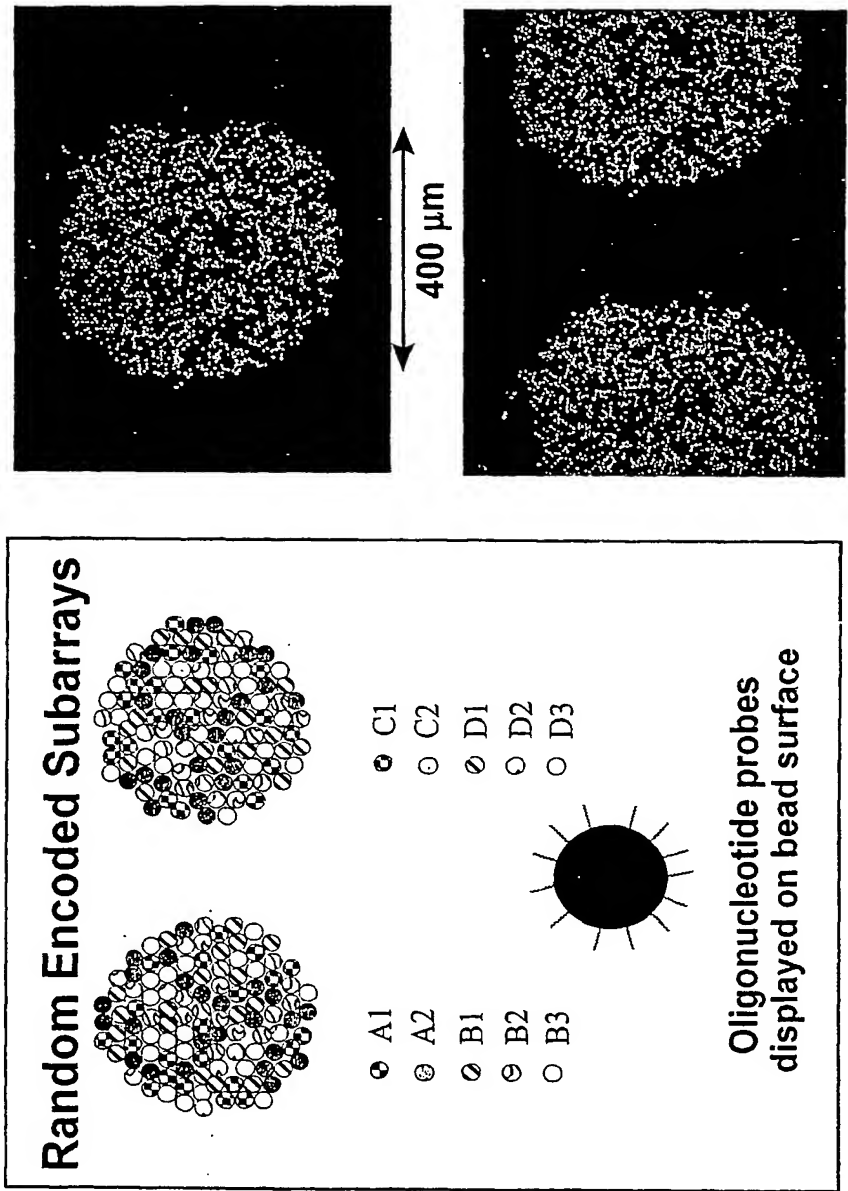 Random Encoded Subarrays
A1
A2
B1
B2
B3
C1
C2
D1
D2
D3
Oligonucleotide probes
displayed on bead surface
400 μm